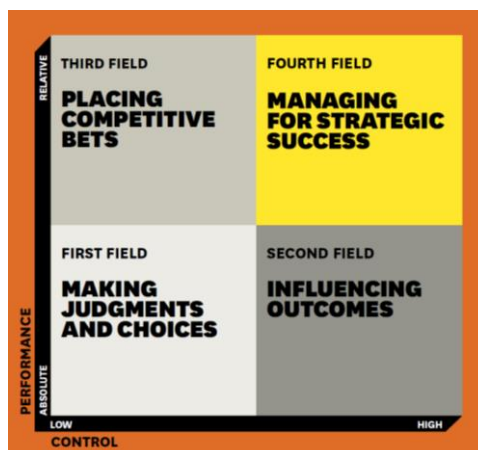 RELATIVE
THIRD FIELD
PLACING
COMPETITIVE
BETS
FOURTH FIELD
MANAGING
FOR STRATEGIC
SUCCESS
FIRST FIELD
MAKING
JUDGMENTS
AND CHOICES
SECOND FIELD
INFLUENCING
OUTCOMES
PERFORMANCE
ABSOLUTE
LOW
HIGH
CONTROL